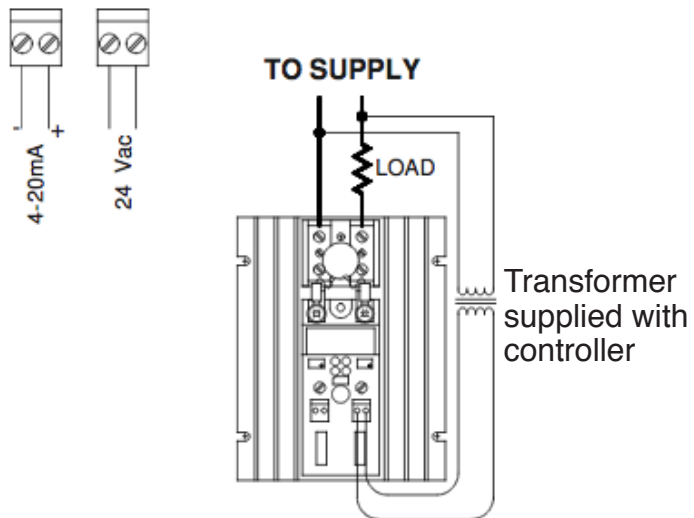 - +
4-20mA
24 Vac
TO SUPPLY
LOAD
Transformer
supplied with
controller